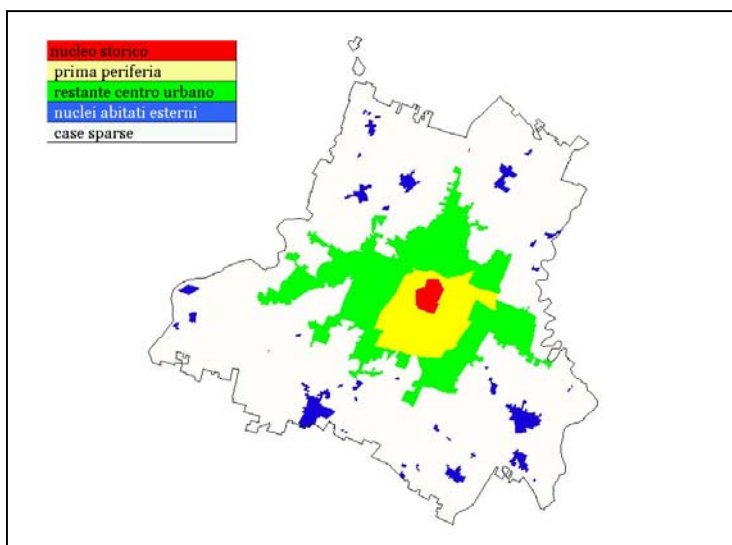 nucleo storico
prima periferia
restante centro urbano
nuclei abitati esterni
case sparse